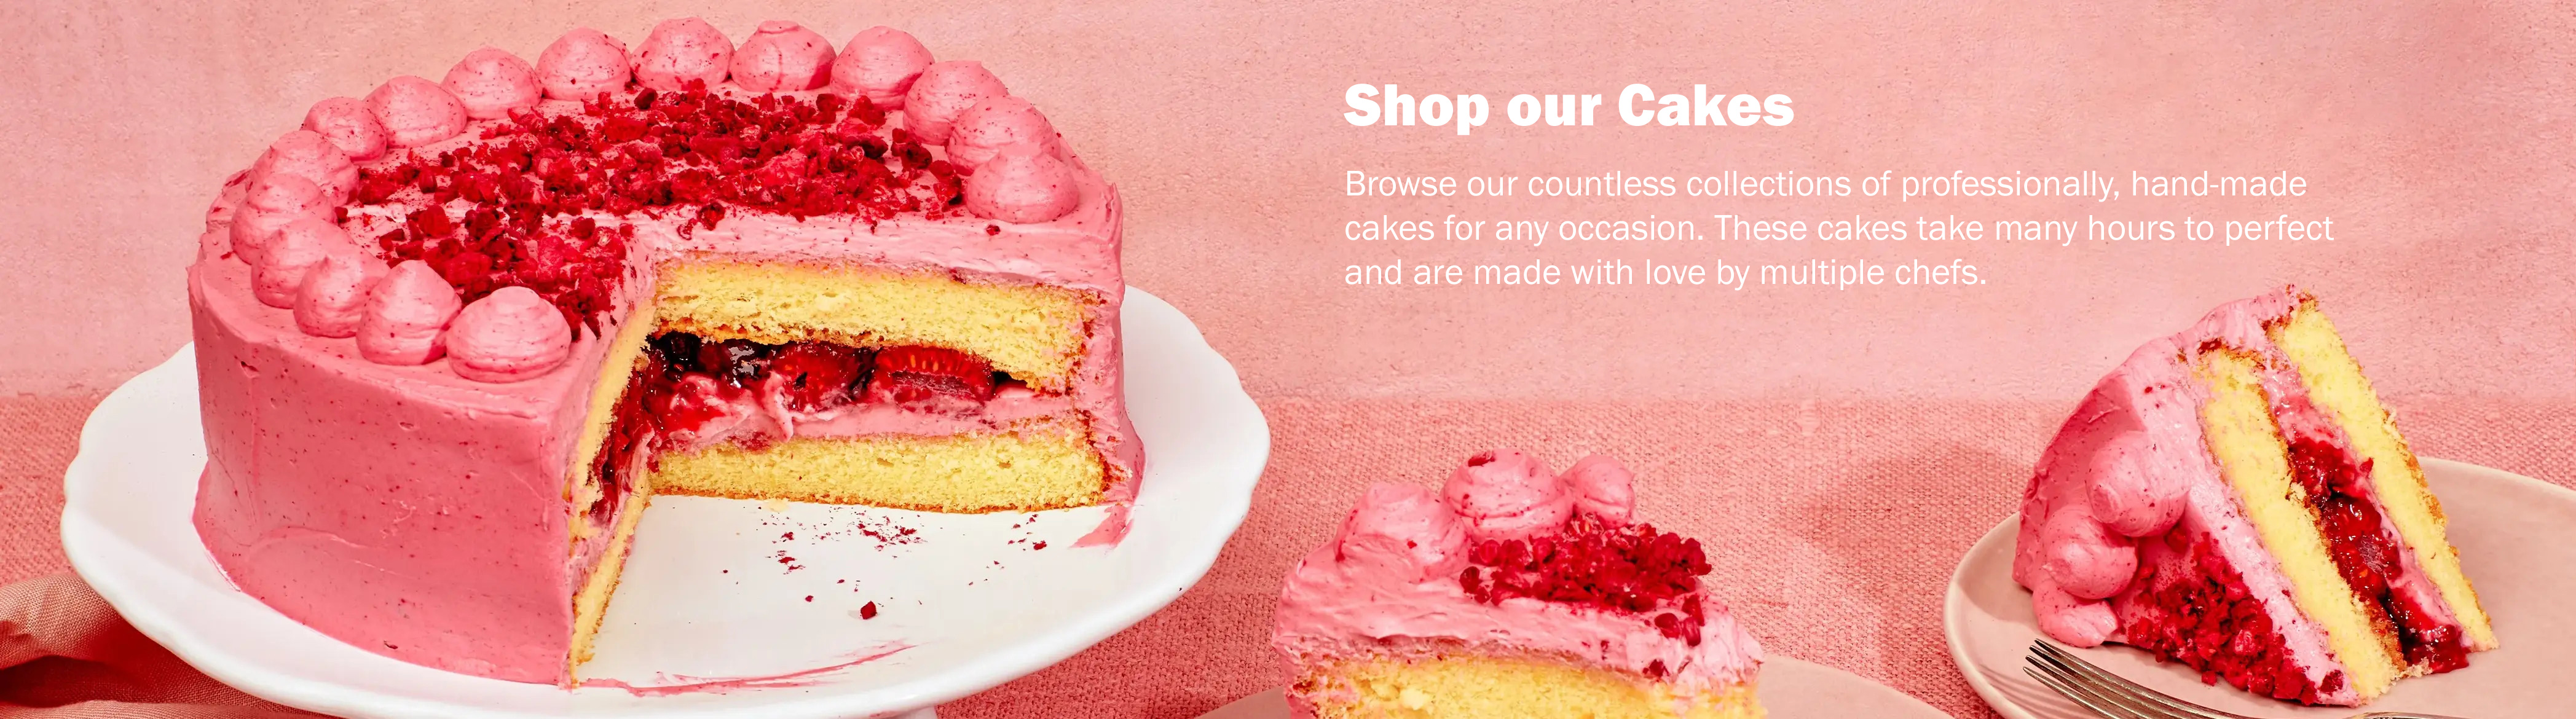 Shop our Cakes
Browse our countless collections of professionally, hand-made
cakes for any occasion. These cakes take many hours to perfect
and are made with love by multiple chefs.